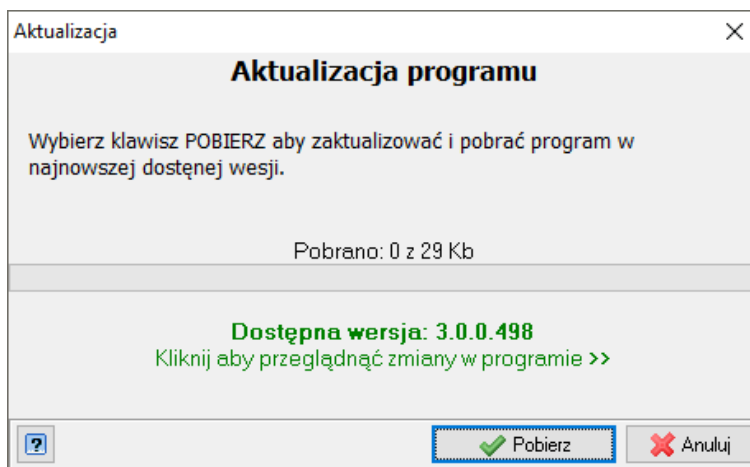 Aktualizacja
Aktualizacja programu
Wybierz klawisz POBIERZ aby zaktualizować i pobrać program w
najnowszej dostęnej wesji.
Pobrano: 0 z 29 Kb
Dostępna wersja: 3.0.0.498
Kliknij aby przeglądnąć zmiany w programie >>
?
Pobierz
Anuluj